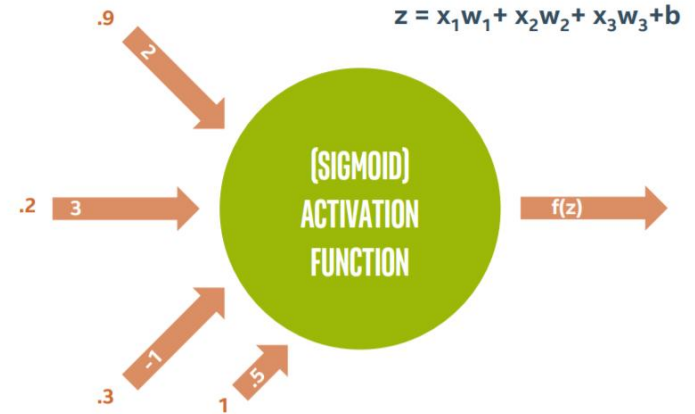 .9
z = x₁w₁+ x₂w₂+ x₃w₃+b
2
(SIGMOID)
ACTIVATION
FUNCTION
.2
3
f(z)
-1
.3
.5
1